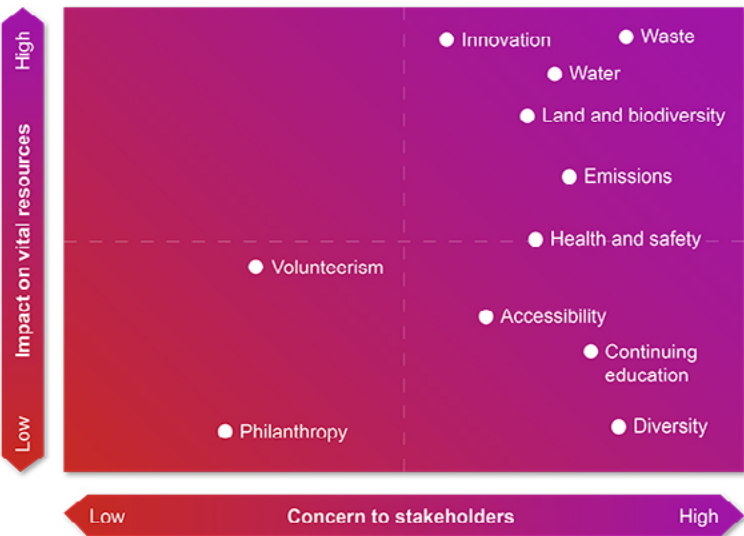 High
Impact on vital resources
Low
Innovation
Waste
Water
Land and biodiversity
Emissions
Health and safety
Volunteerism
Accessibility
Continuing
education
Diversity
Philanthropy
Low
Concern to stakeholders
High